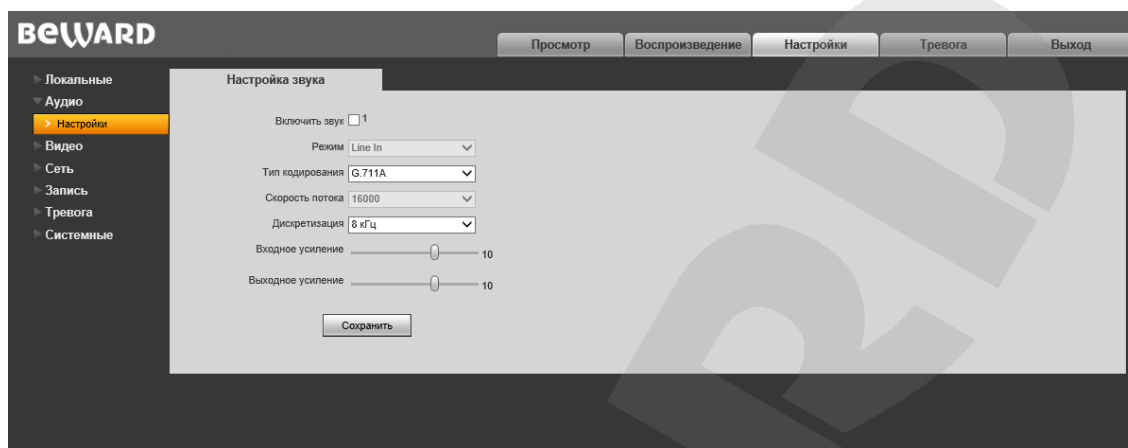 BEWARD
Просмотр Воспроизведение Настройки Тревога Выход
Локальные
Аудио
> Настройки
Видео
Сеть
Запись
Тревога
Системные
Настройка звука
Включить звук 1
Режим Line In
Тип кодирования G.711A
Скорость потока 16000
Дискретизация 8 кГц
Входное усиление 10
Выходное усиление 10
Сохранить
RD